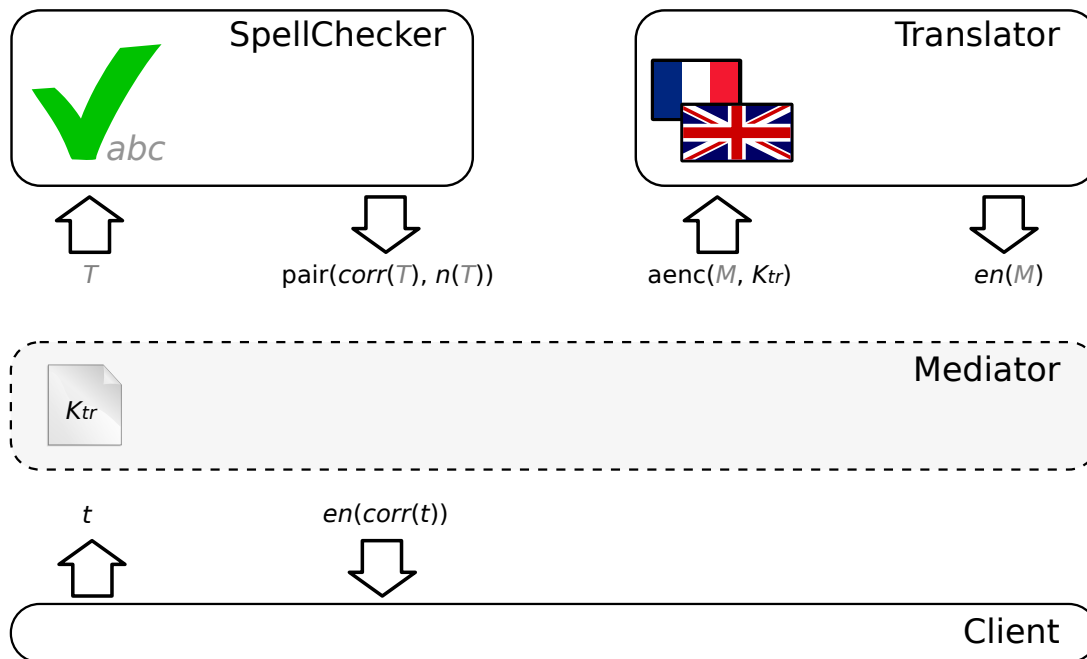 SpellChecker
Translator
abc
T
pair(corr(T), n(T))
aenc(M, Ktr)
en(M)
Mediator
Ktr
t
en(corr(t))
Client